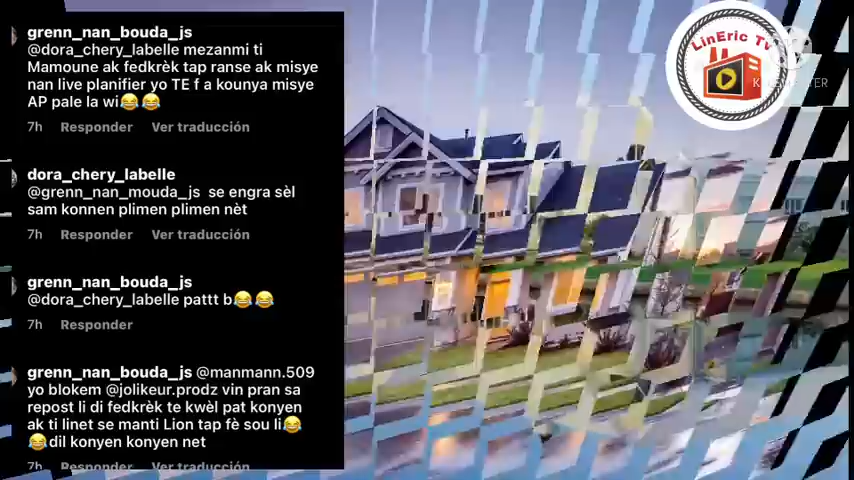 grenn_nan_bouda_js
@dora_chery_labelle mezanmi ti
Mamoune ak fedkrèk tap ranse ak misye
nan live planifier yo TE f a kounya misye
AP pale la wi😂😂
7h Responder Ver traducción
dora_chery_labelle
@grenn_nan_mouda_js se engra sèl
sam konnen plimen plimen nèt
7h Responder Ver traducción
grenn_nan_bouda_js
@dora_chery_labelle pattt b😂😂
7h Responder
grenn_nan_bouda_js @manmann.509
yo blokem @jolikeur.prodz vin pran sa
repost li di fedkrèk te kwèl pat konyen
ak ti linet se manti Lion tap fè sou li😂
😂dil konyen konyen net
7h Responder Ver traducción
LinEric Tv